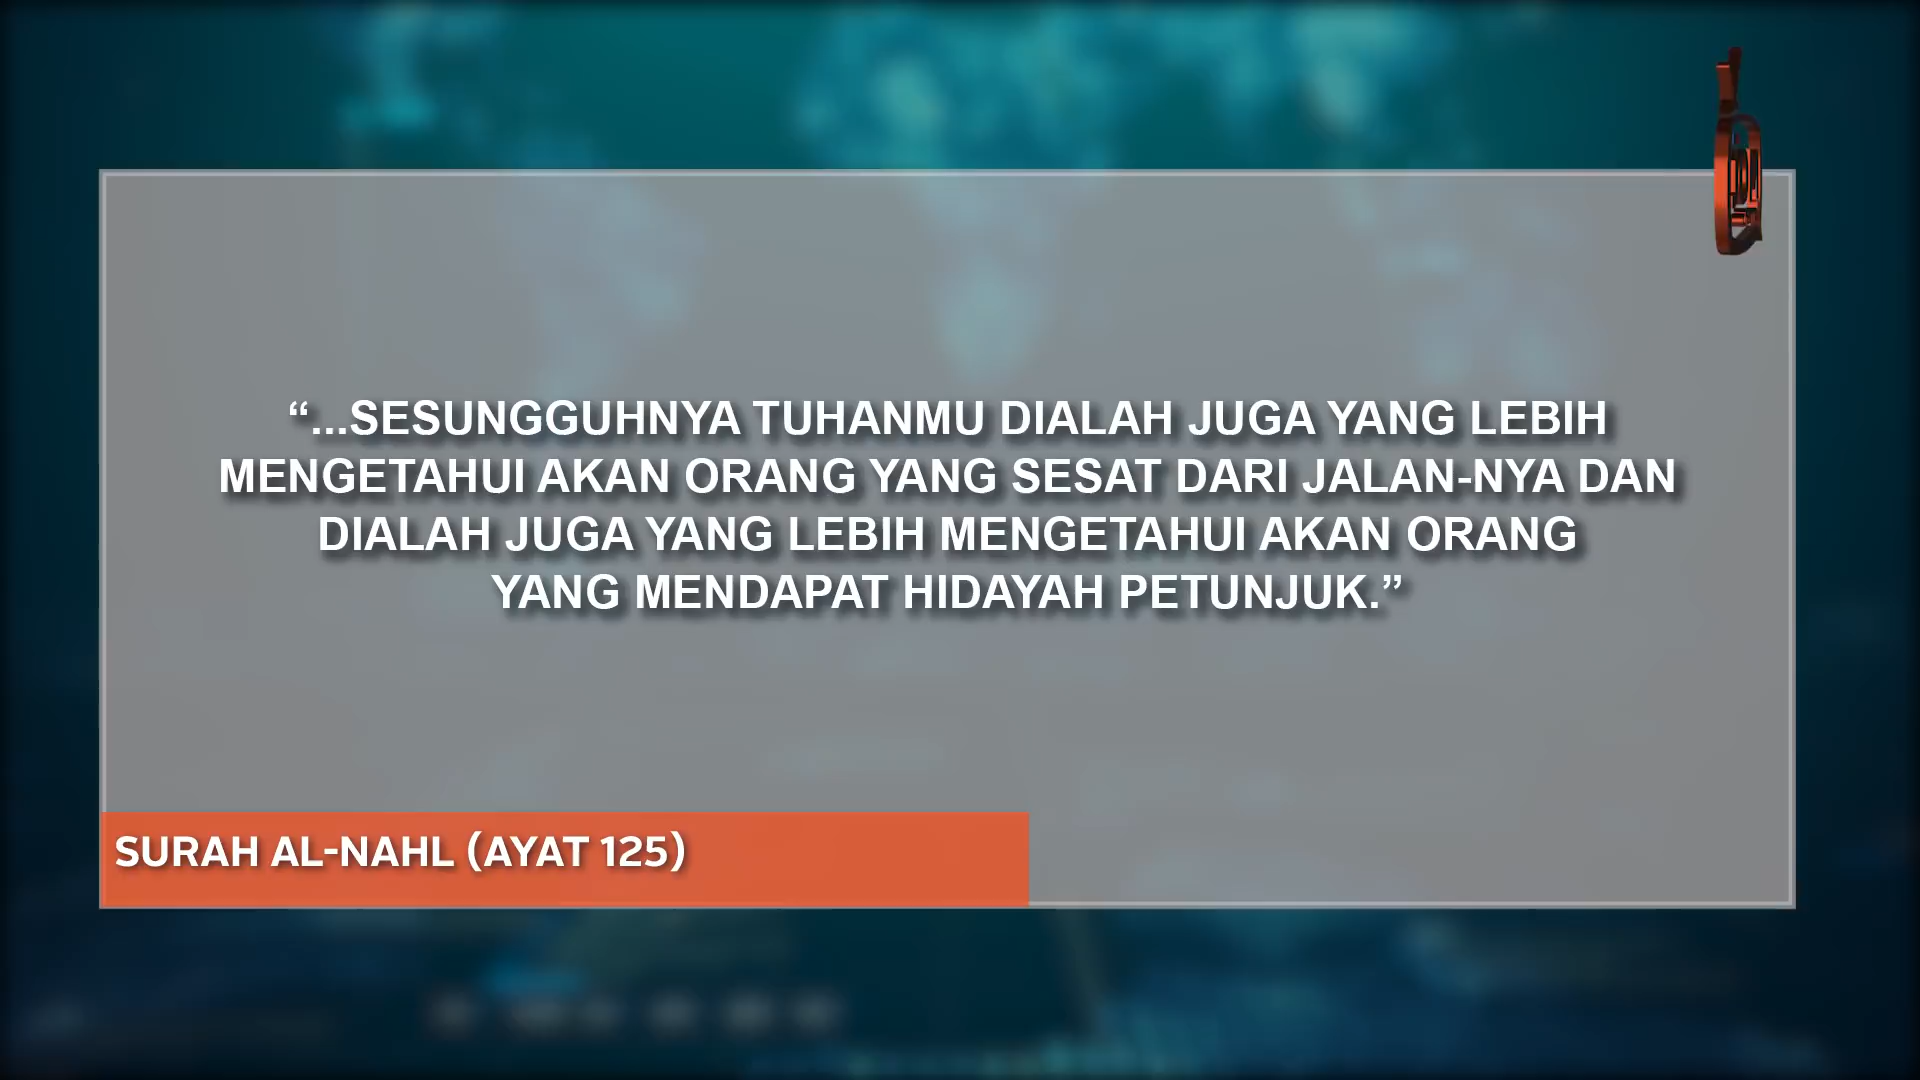 “...SESUNGGUHNYA TUHANMU DIALAH JUGA YANG LEBIH
MENGETAHUI AKAN ORANG YANG SESAT DARI JALAN-NYA DAN
DIALAH JUGA YANG LEBIH MENGETAHUI AKAN ORANG
YANG MENDAPAT HIDAYAH PETUNJUK.”
SURAH AL-NAHL (AYAT 125)